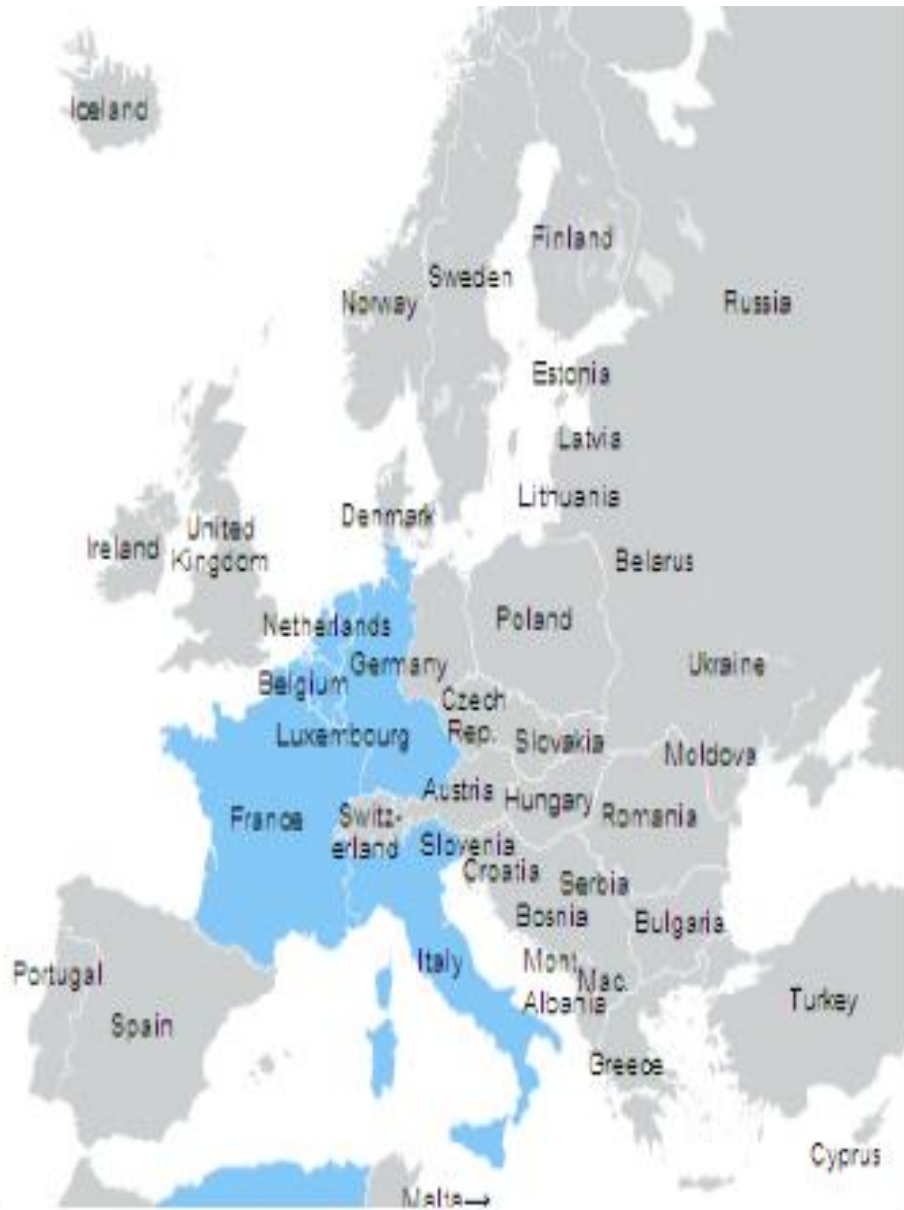 Iceland
Finland
Sweden
Norway
Russia
Estonia
Latvia
Lithuania
Denmark
United
Kingdom
Ireland
Belarus
Netherlands
Poland
Germany
Belgium
Ukraine
Czech
Rep.
Luxembourg
Slovakia
Moldova
Austria
Hungary
France
Switz-
erland
Romania
Slovenia
Croatia
Serbia
Bosnia
Bulgaria
Italy
Mont.
Portugal
Mac.
Albania
Turkey
Spain
Greece
Cyprus
Malta→